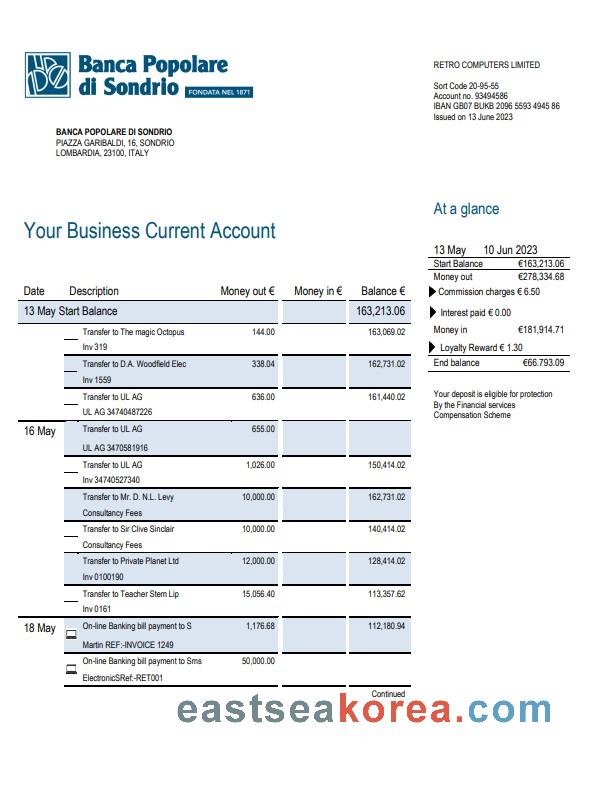 Banca Popolare
di Sondrio FONDATA NEL 1871
RETRO COMPUTERS LIMITED
Sort Code 20-95-55
Account no. 93494586
IBAN GB07 BUKB 2096 5593 4945 86
Issued on 13 June 2023
BANCA POPOLARE DI SONDRIO
PIAZZA GARIBALDI, 16, SONDRIO
LOMBARDIA, 23100, ITALY
At a glance
13 May 10 Jun 2023
Start Balance €163,213.06
Money out €278,334.68
Commission charges € 6.50
Interest paid € 0.00
Money in €181,914.71
Loyalty Reward € 1.30
End balance €66.793.09
Your deposit is eligible for protection
By the Financial services
Compensation Scheme
Your Business Current Account
Date Description Money out € Money in € Balance €
13 May Start Balance 163,213.06
Transfer to The magic Octopus 144.00 163,069.02
Inv 319
Transfer to D.A. Woodfield Elec 338.04 162,731.02
Inv 1559
Transfer to UL AG 636.00 161,440.02
UL AG 34740487226
16 May Transfer to UL AG 655.00
UL AG 3470581916
Transfer to UL AG 1,026.00 150,414.02
Inv 34740527340
Transfer to Mr. D. N.L. Levy 10,000.00 162,731.02
Consultancy Fees
Transfer to Sir Clive Sinclair 10,000.00 140,414.02
Consultancy Fees
Transfer to Private Planet Ltd 12,000.00 128,414.02
Inv 0100190
Transfer to Teacher Stem Lip 15,056.40 113,357.62
Inv 0161
18 May On-line Banking bill payment to S 1,176.68 112,180.94
Martin REF:-INVOICE 1249
On-line Banking bill payment to Sms 50,000.00
ElectronicSRef:-RET001
Continued
eastseakorea.com